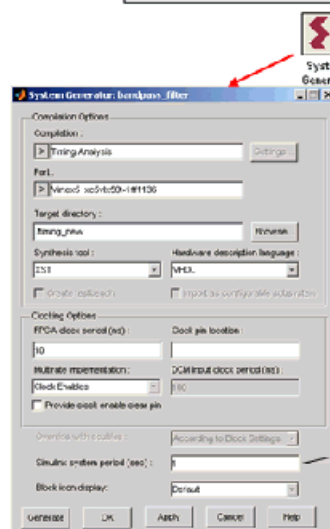 Syst
Gener
System Generator: bandpass_filter
Compilation Options
Compilation :
> Timing Analysis Settings...
Part :
>
Target directory :
./timing_new Browse...
Synthesis tool : Hardware description language :
XST VHDL
Create testbench Import as configurable subsystem
Clocking Options
FPGA clock period (ns) : Clock pin location :
10
Multirate implementation : DCM input clock period (ns) :
Clock Enables 100
Provide clock enable clear pin
Override with doubles : According to Block Settings
Simulink system period (sec) : 1
Block icon display: Default
Generate OK Apply Cancel Help